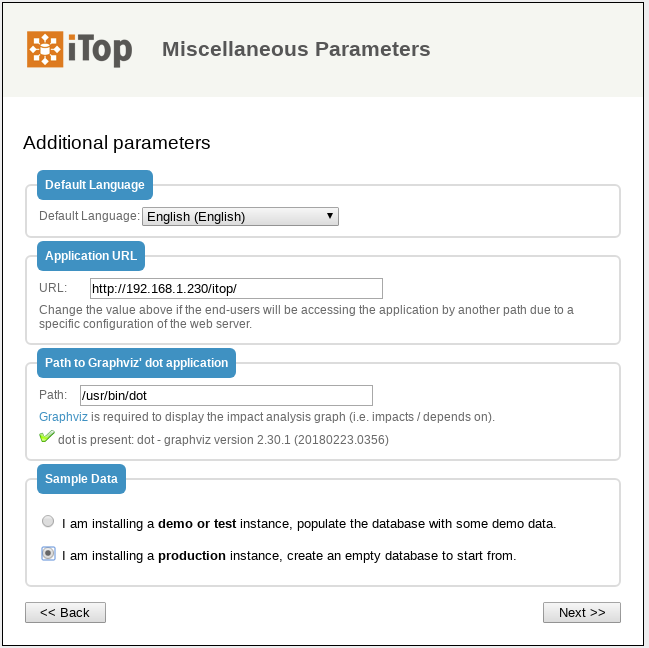 iTop
Miscellaneous Parameters
Additional parameters
Default Language
Default Language: English (English)
Application URL
URL: http://192.168.1.230/itop/
Change the value above if the end-users will be accessing the application by another path due to a
specific configuration of the web server.
Path to Graphviz' dot application
Path: /usr/bin/dot
Graphviz is required to display the impact analysis graph (i.e. impacts / depends on).
dot is present: dot - graphviz version 2.30.1 (20180223.0356)
Sample Data
I am installing a demo or test instance, populate the database with some demo data.
I am installing a production instance, create an empty database to start from.
<< Back Next >>